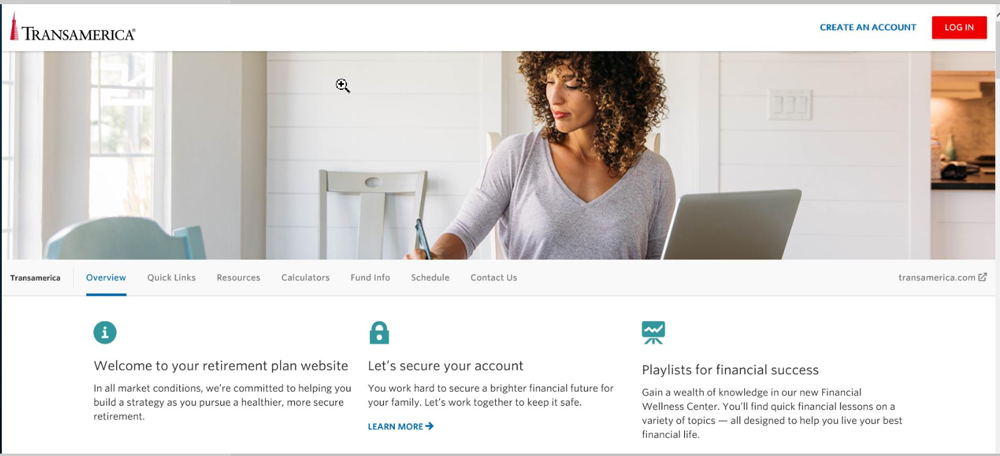 TRANSAMERICA®
CREATE AN ACCOUNT
LOG IN
Transamerica
Overview
Quick Links
Resources
Calculators
Fund Info
Schedule
Contact Us
transamerica.com
Welcome to your retirement plan website
In all market conditions, we’re committed to helping you
build a strategy as you pursue a healthier, more secure
retirement.
Let’s secure your account
You work hard to secure a brighter financial future for
your family. Let’s work together to keep it safe.
LEARN MORE
Playlists for financial success
Gain a wealth of knowledge in our new Financial
Wellness Center. You’ll find quick financial lessons on a
variety of topics — all designed to help you live your best
financial life.